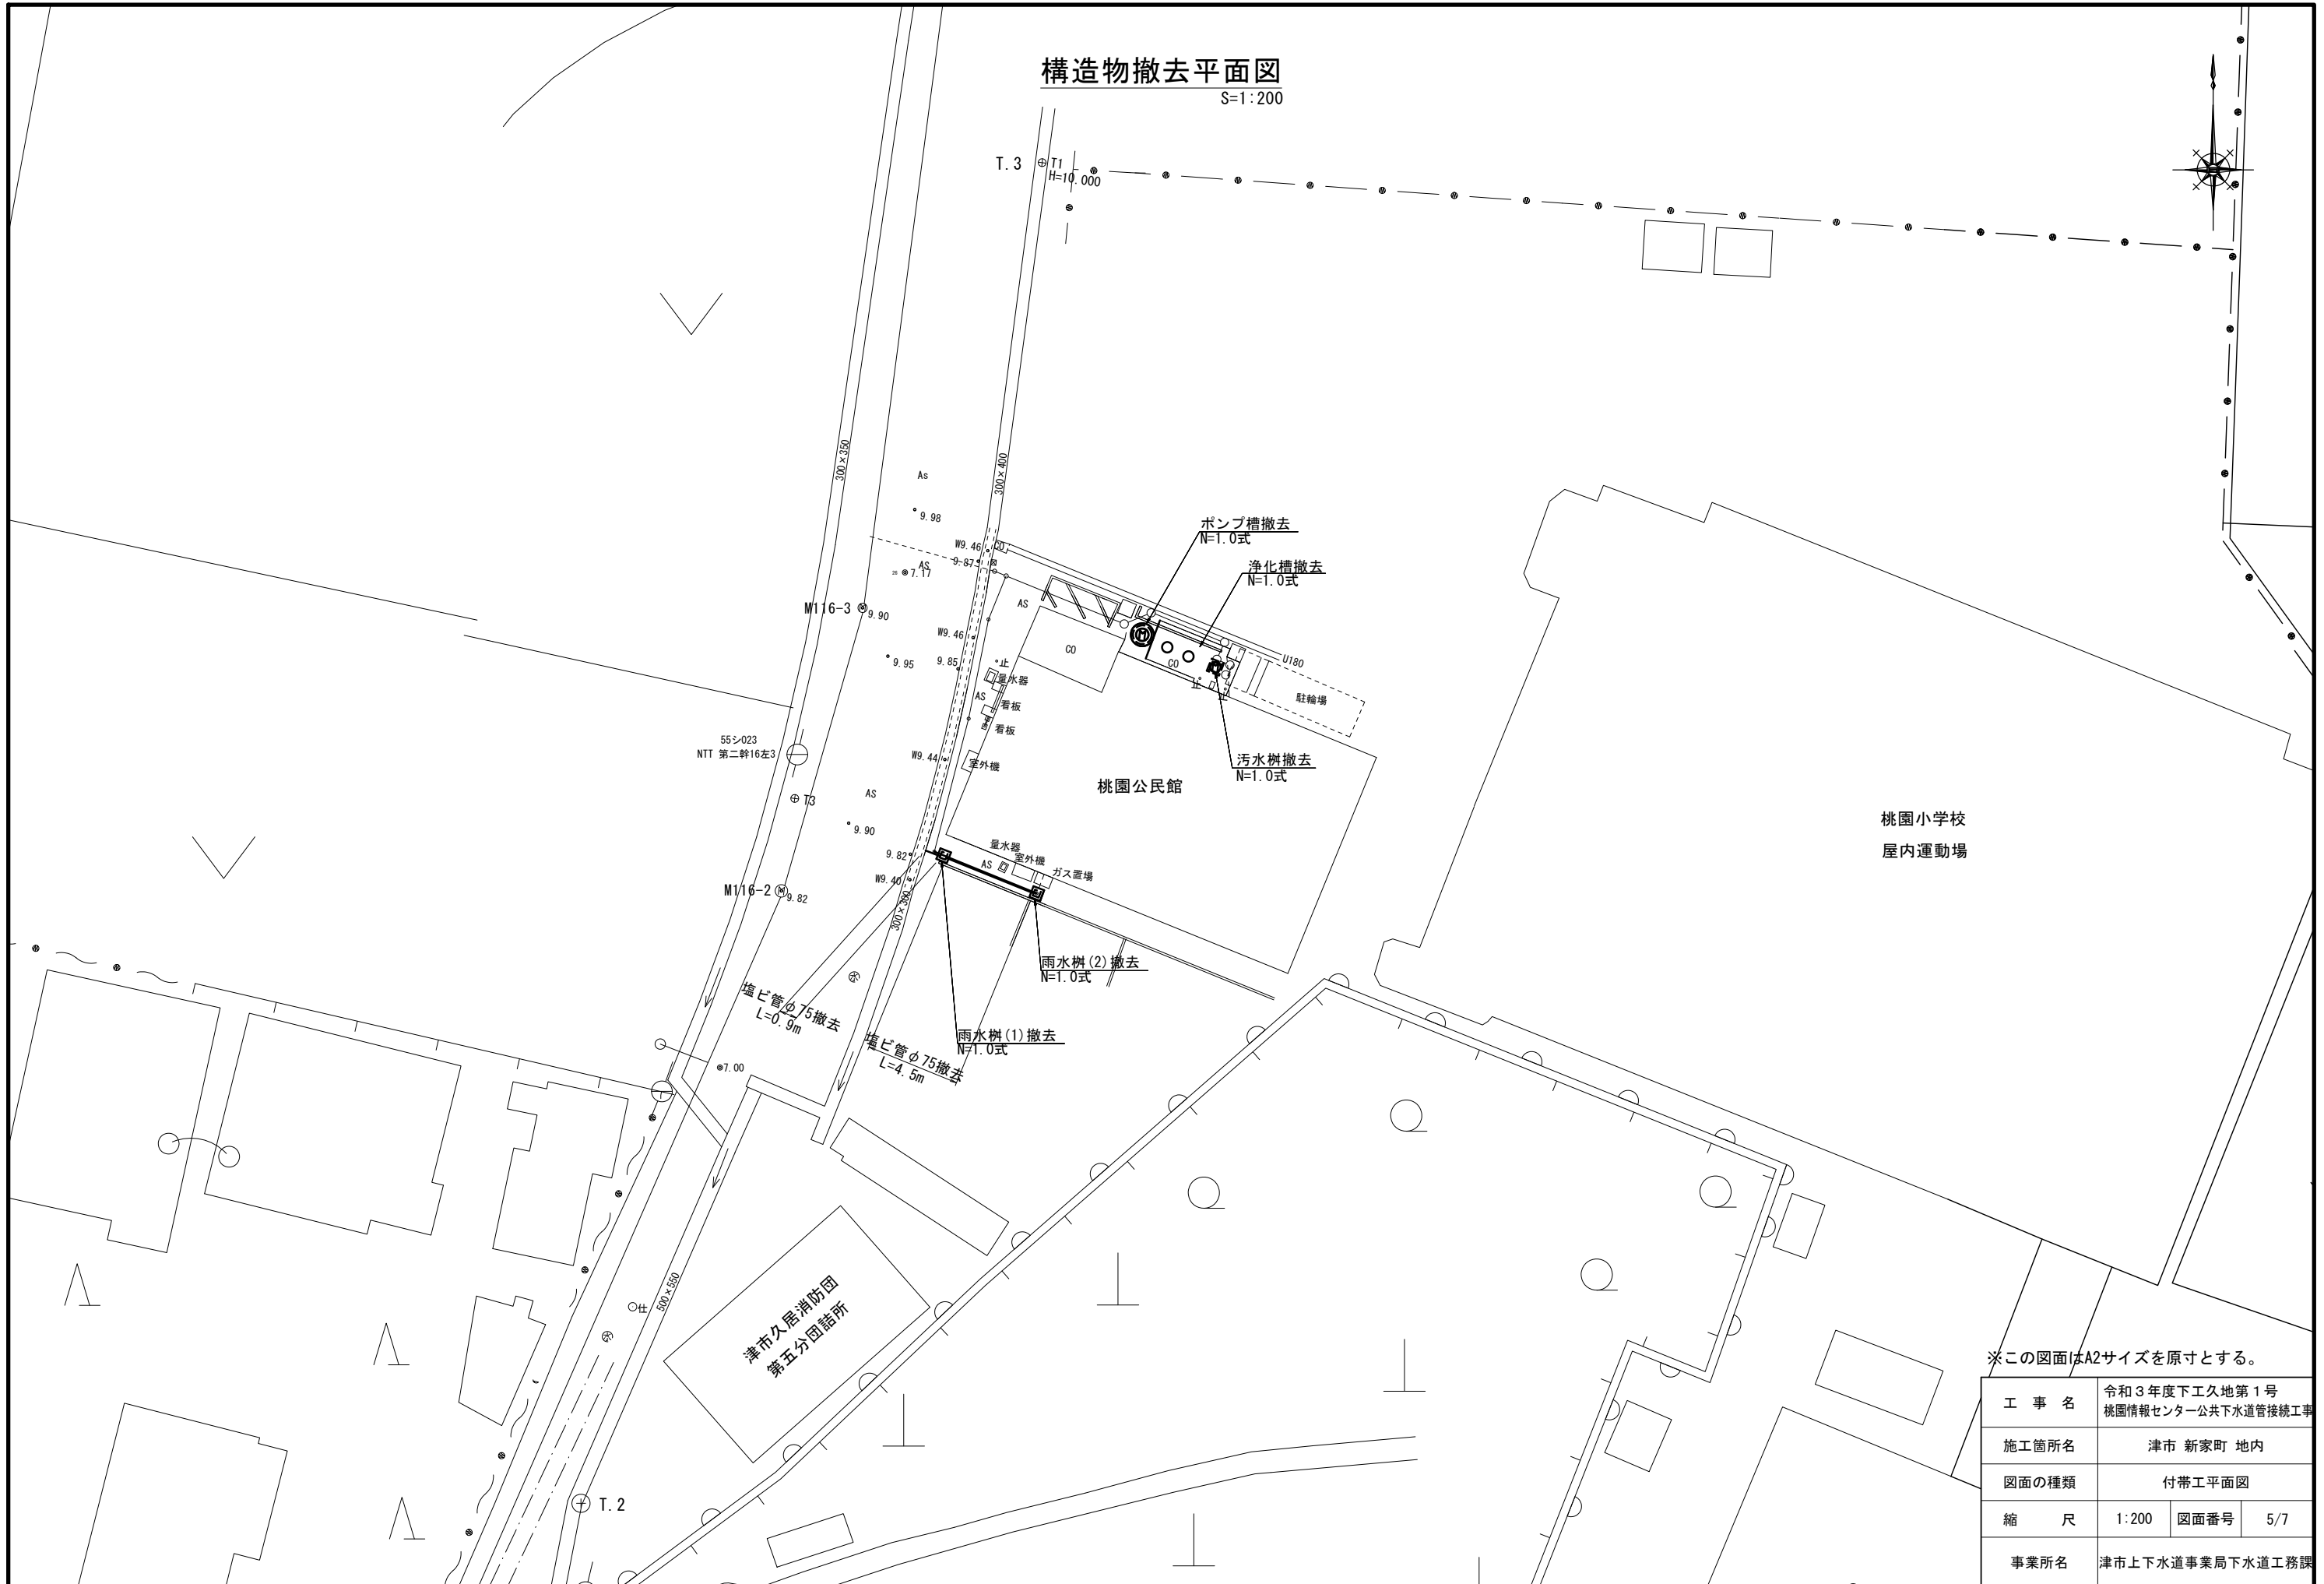 構造物撤去平面図
S=1:200
T.3
T1
H=10.000
300×350
300×400
As
9.98
W9.46
CO
9.87
AS
7.17
M116-3
9.90
AS
W9.46
CO
9.95
9.85
止
量水器
AS
看板
看板
ポンプ槽撤去
N=1.0式
浄化槽撤去
N=1.0式
CO
U180
止
止
駐輪場
55シ023
NTT 第二幹16左3
W9.44
室外機
汚水桝撤去
N=1.0式
桃園公民館
T3
AS
9.90
桃園小学校
屋内運動場
量水器
室外機
AS
ガス置場
9.82
W9.40
M116-2
9.82
300×300
雨水桝(2)撤去
N=1.0式
塩ビ管φ75撤去
L=0.9m
雨水桝(1)撤去
N=1.0式
塩ビ管φ75撤去
L=4.5m
7.00
仕
500×550
津市久居消防団
第五分団詰所
T.2
※この図面はA2サイズを原寸とする。
工 事 名
令和3年度下工久地第1号
桃園情報センター公共下水道管接続工事
施工箇所名
津市 新家町 地内
図面の種類
付帯工平面図
縮 尺
1:200
図面番号
5/7
事業所名
津市上下水道事業局下水道工務課